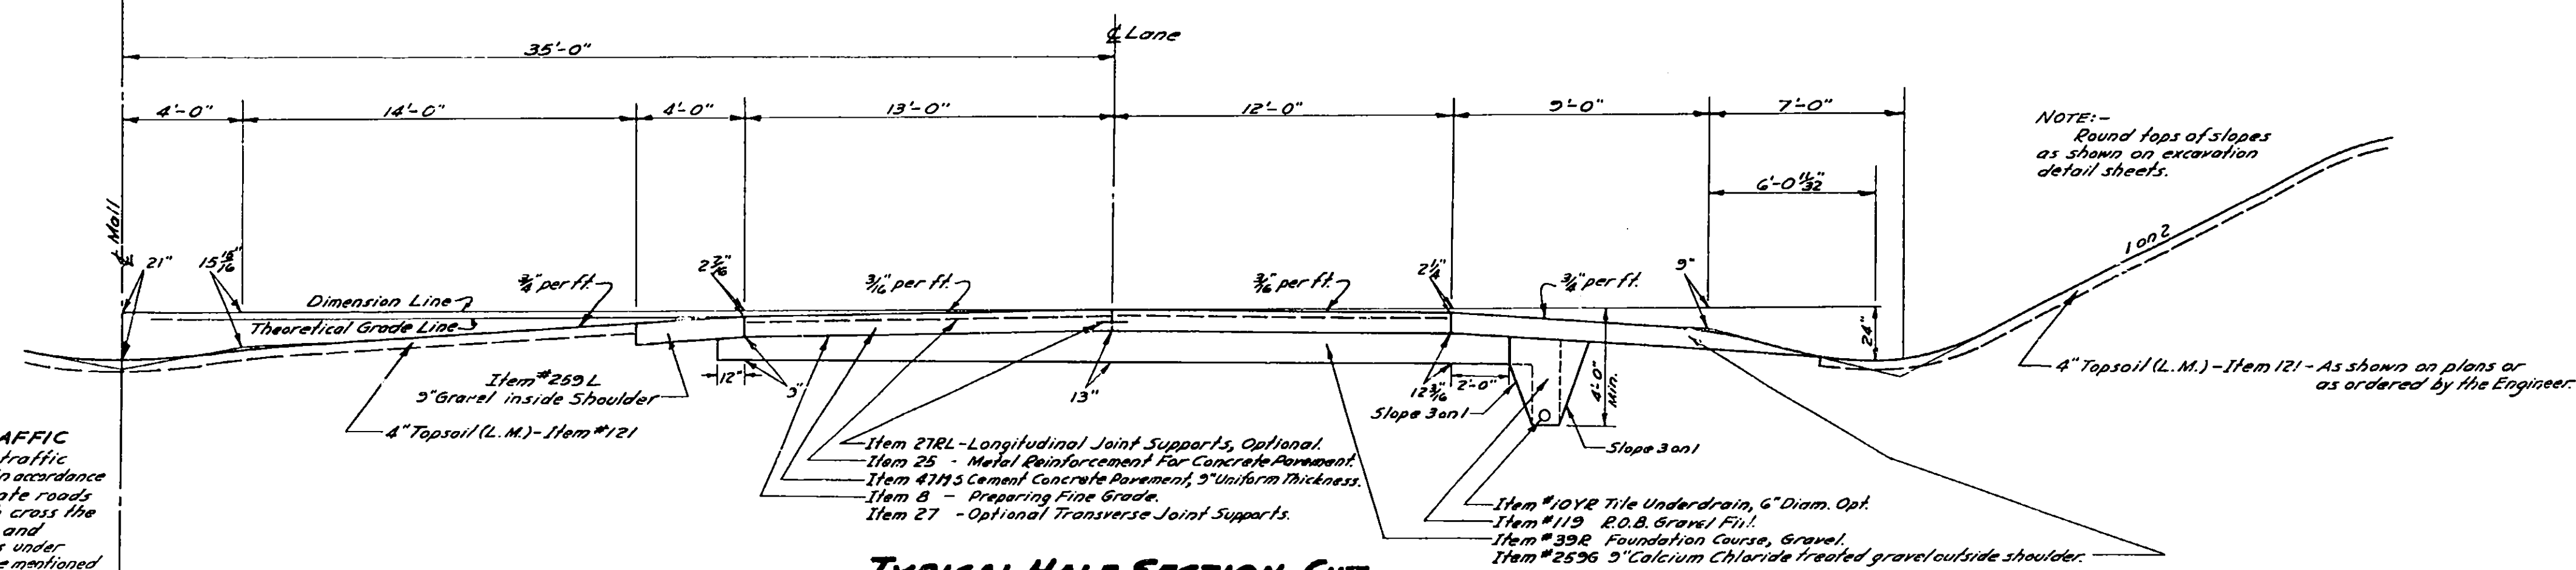 35'-0"
℄ Lane
4'-0"
14'-0"
4'-0"
13'-0"
12'-0"
9'-0"
7'-0"
NOTE:-
Round tops of slopes
as shown on excavation
detail sheets.
6'-0 11/32"
Mall
21"
15 15/16"
3/4" per ft.
2 7/16"
3/16" per ft.
3/16" per ft.
2 1/4"
3/4" per ft.
9"
1 on 2
Dimension Line
Theoretical Grade Line
24"
4'-0"
Min.
4" Topsoil (L.M.) - Item 121 - As shown on plans or
as ordered by the Engineer.
12"
9"
13"
12 3/16"
2'-0"
Item #259 L
9" Gravel inside Shoulder
Slope 3 on 1
Slope 3 on 1
4" Topsoil (L.M.) - Item #121
Item 27RL - Longitudinal Joint Supports, Optional.
Item 25 - Metal Reinforcement For Concrete Pavement.
Item 47MS Cement Concrete Pavement, 9" Uniform Thickness.
Item 8 - Preparing Fine Grade.
Item 27 - Optional Transverse Joint Supports.
Item #10YR Tile Underdrain, 6" Diam. Opt.
Item #119 R.O.B. Gravel Fill.
Item #39R Foundation Course, Gravel.
Item #259G 9" Calcium Chloride treated gravel outside shoulder.
AFFIC
traffic
in accordance
ate roads
cross the
and
s under
e mentioned
TYPICAL HALF SECTION CUT